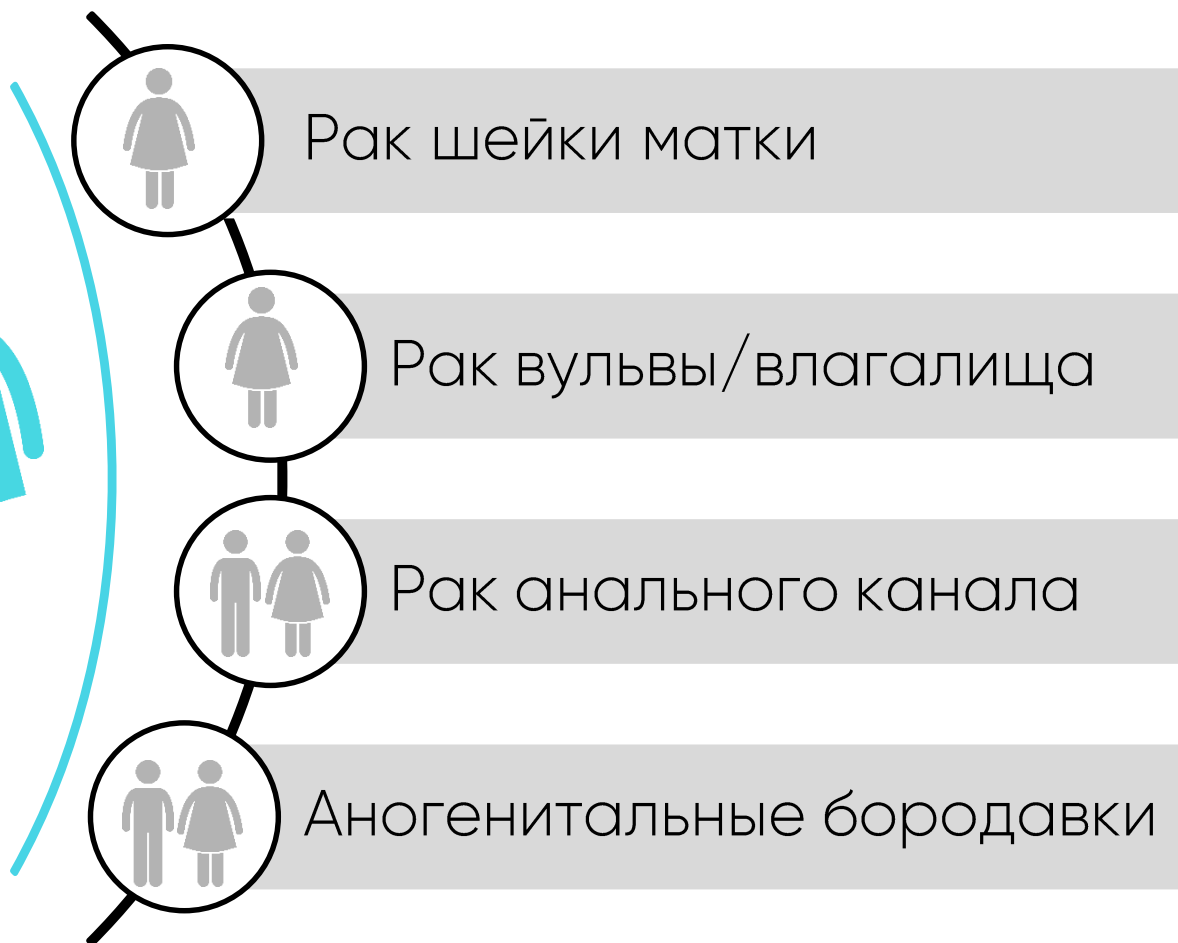 Рак шейки матки
Рак вульвы/влагалища
Рак анального канала
Аногенитальные бородавки